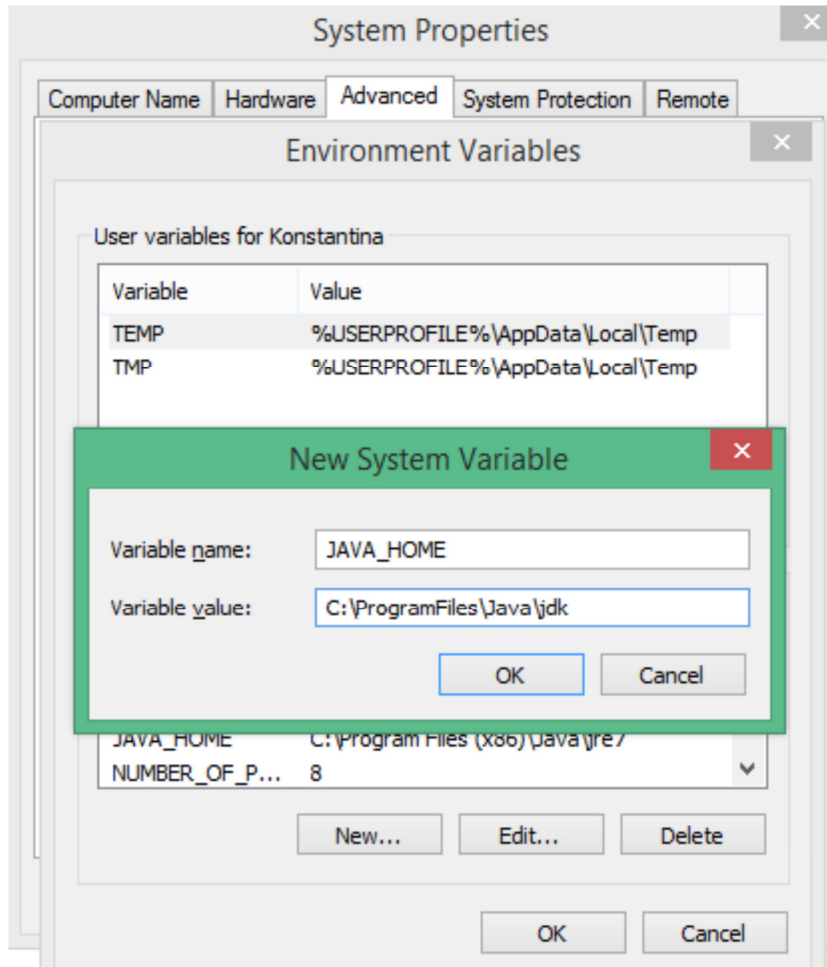 System Properties
Computer Name Hardware Advanced System Protection Remote
Environment Variables
User variables for Konstantina
Variable Value
TEMP %USERPROFILE%\AppData\Local\Temp
TMP %USERPROFILE%\AppData\Local\Temp
New System Variable
Variable name: JAVA_HOME
Variable value: C:\ProgramFiles\Java\jdk
OK Cancel
JAVA_HOME C:\Program Files (x86)\Java\jre7
NUMBER_OF_P... 8
New... Edit... Delete
OK Cancel